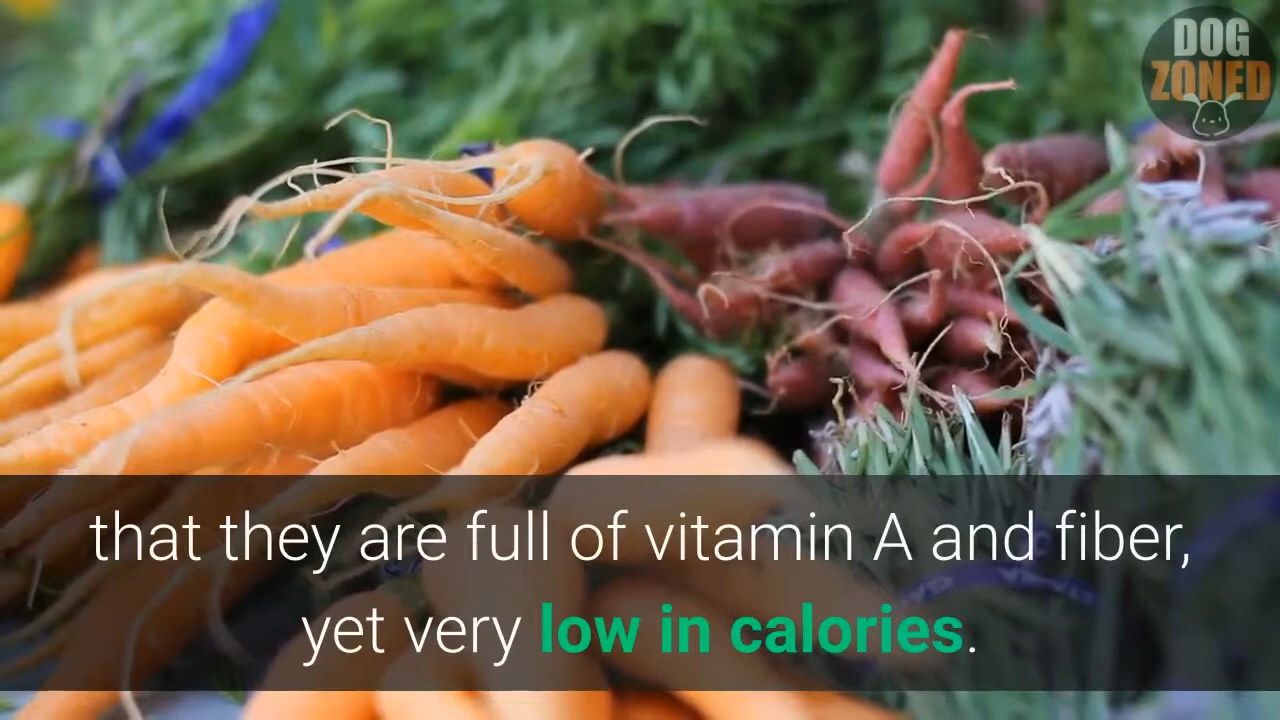 DOG
ZONED
that they are full of vitamin A and fiber,
yet very low in calories.